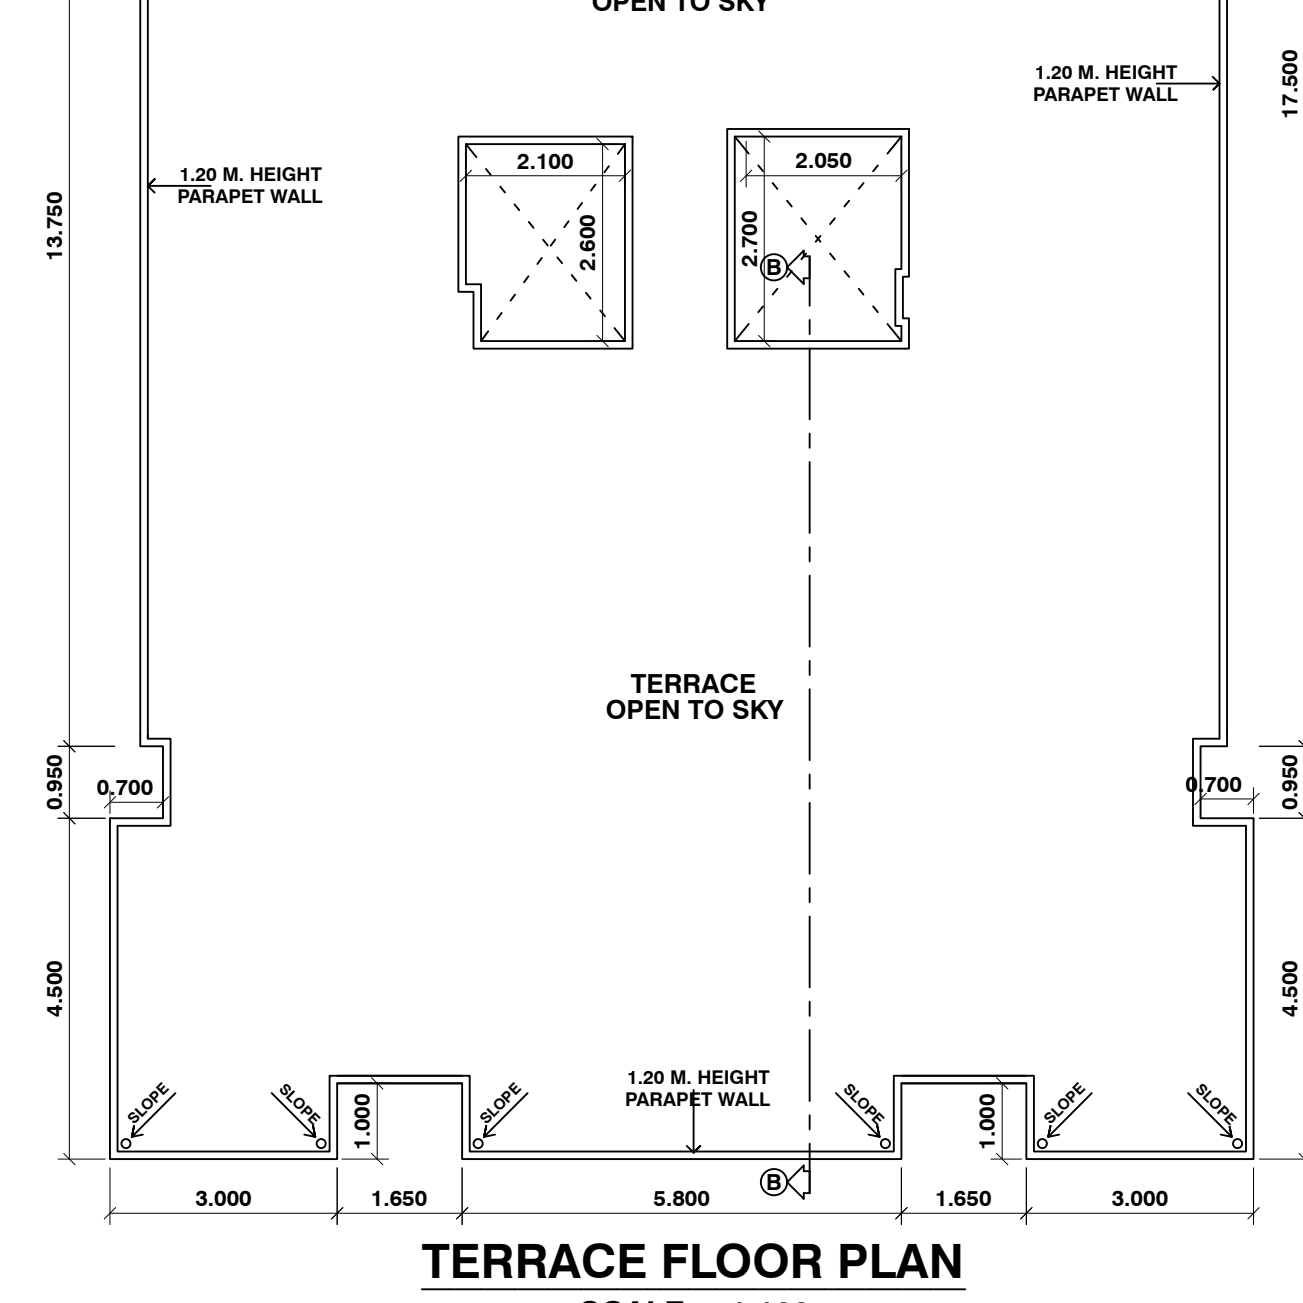 OPEN TO SKY
1.20 M. HEIGHT
PARAPET WALL
17.500
2.100
2.050
1.20 M. HEIGHT
PARAPET WALL
13.750
2.600
2.700
B
TERRACE
OPEN TO SKY
0.950
0.700
0.700
0.950
4.500
4.500
1.20 M. HEIGHT
PARAPET WALL
SLOPE
SLOPE
1.000
SLOPE
SLOPE
1.000
SLOPE
SLOPE
B
3.000
1.650
5.800
1.650
3.000
TERRACE FLOOR PLAN